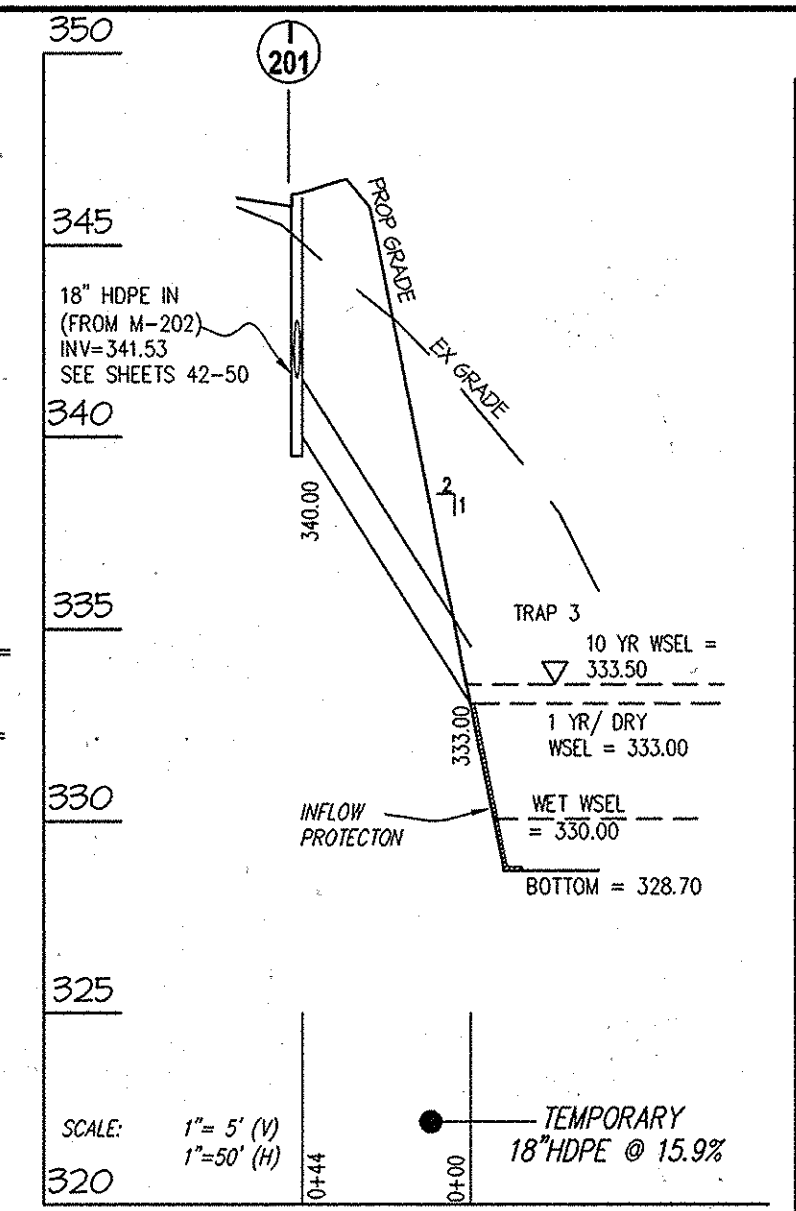 350
1
201
PROP GRADE
345
18" HDPE IN
(FROM M-202)
INV=341.53
SEE SHEETS 42-50
EX GRADE
340
340.00
2
1
335
TRAP 3
10 YR WSEL =
333.50
333.00
1 YR/ DRY
WSEL = 333.00
330
INFLOW
PROTECTON
WET WSEL
= 330.00
BOTTOM = 328.70
325
SCALE: 1"= 5' (V)
1"=50' (H)
0+44
0+00
TEMPORARY
18"HDPE @ 15.9%
320